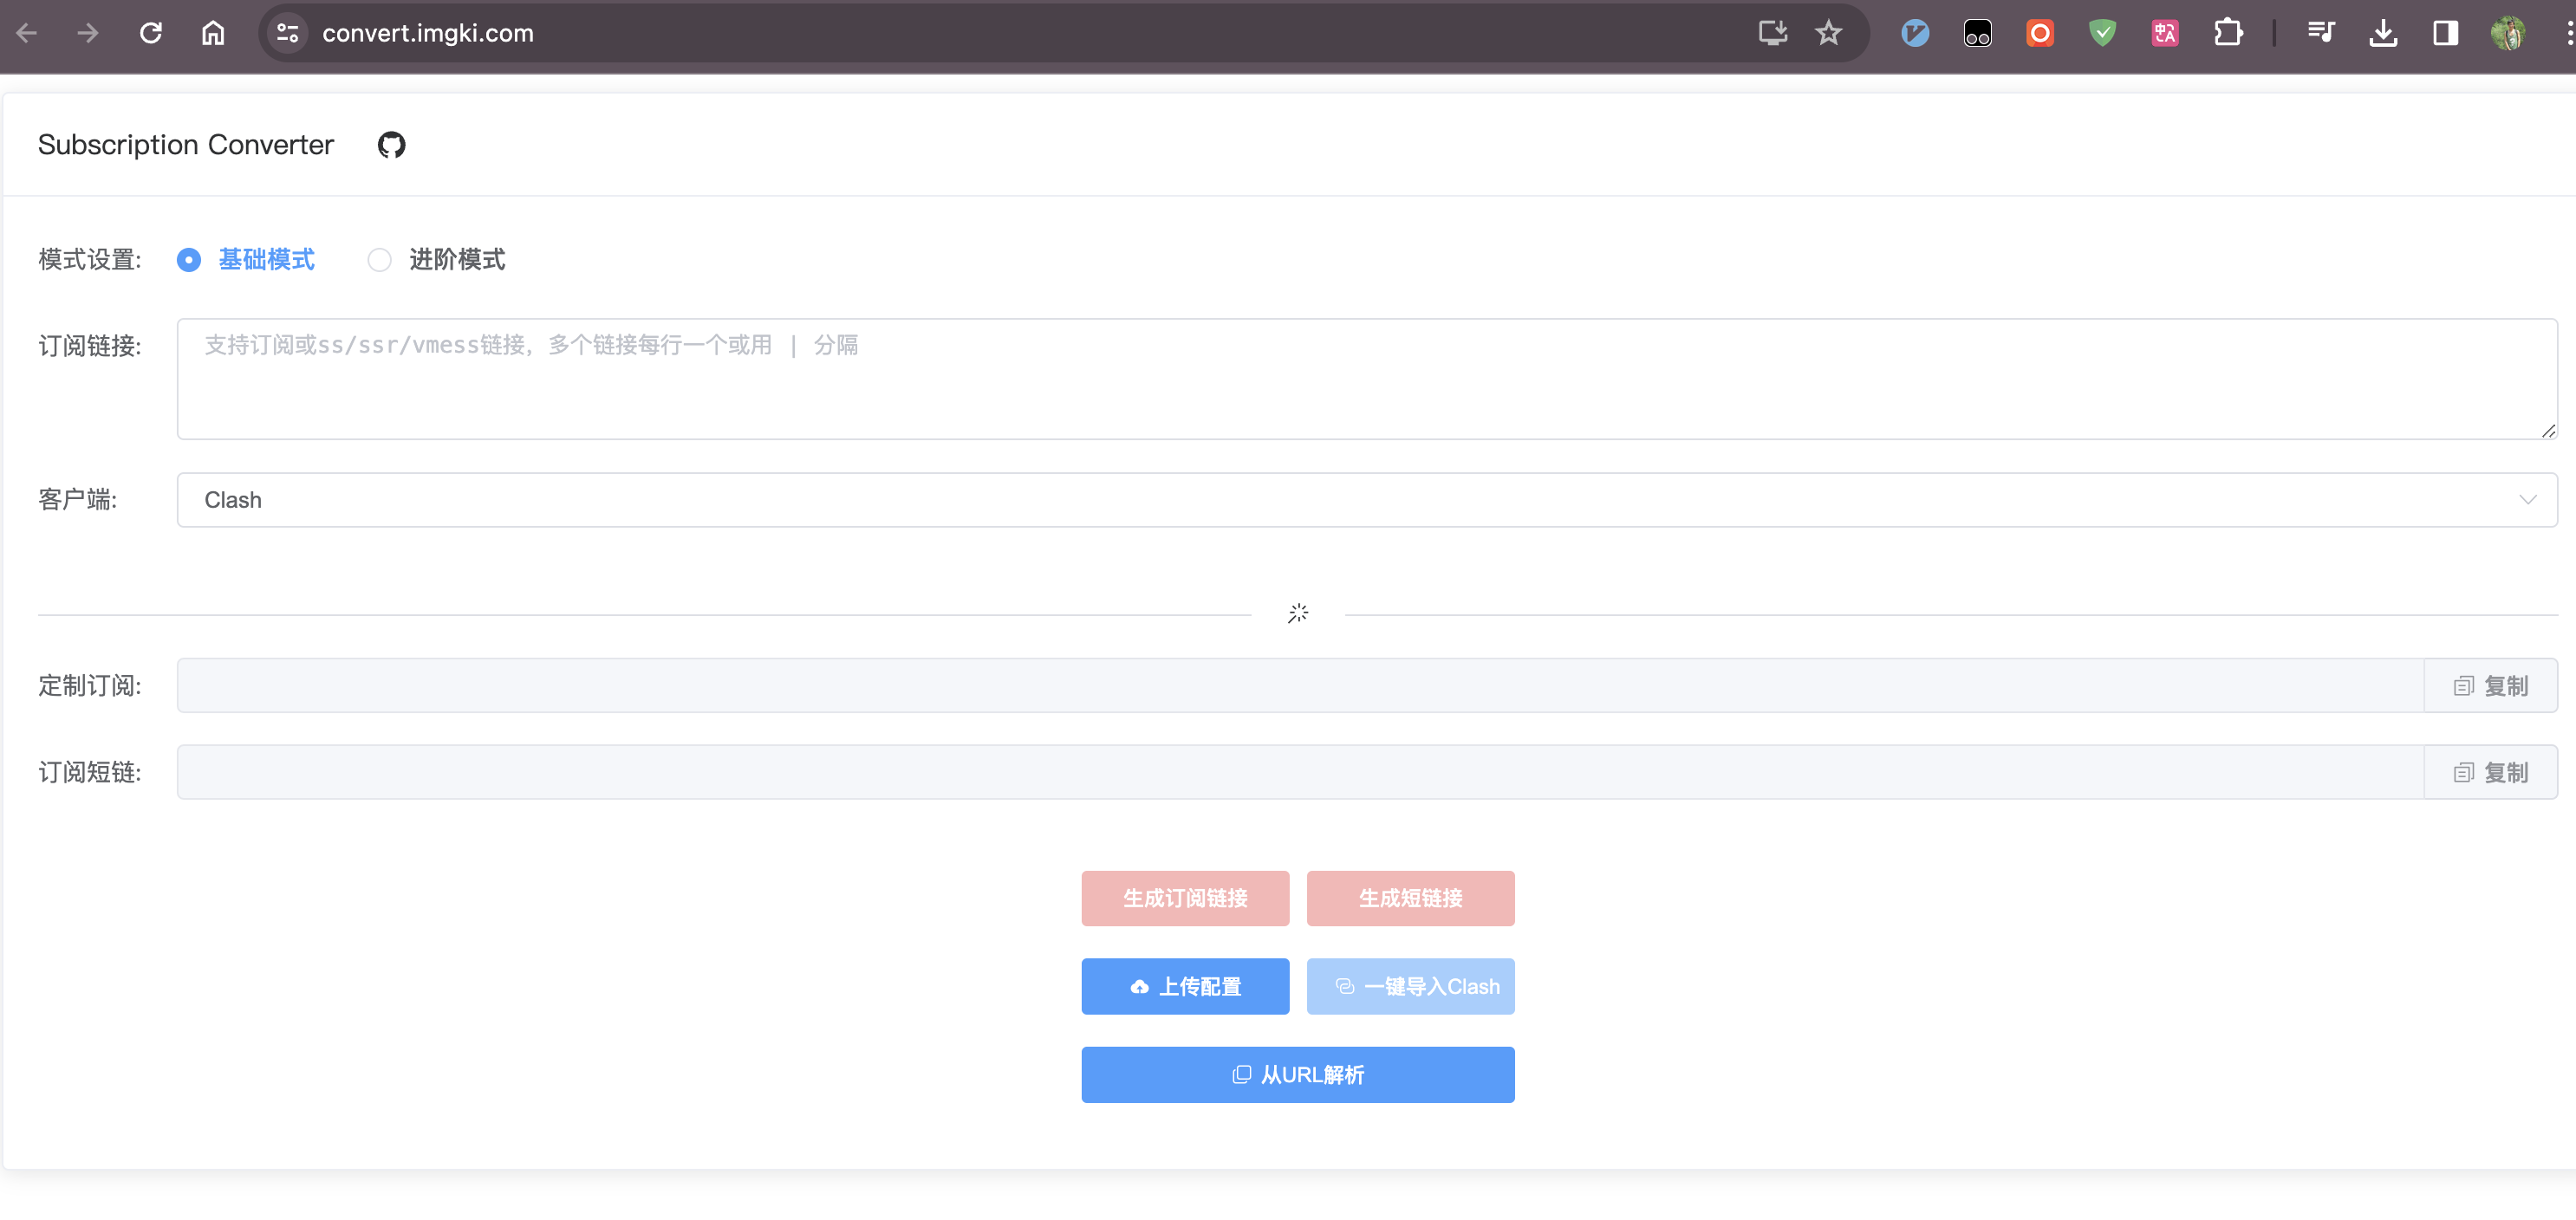 convert.imgki.com
Subscription Converter
模式设置: 基础模式 进阶模式
订阅链接: 支持订阅或ss/ssr/vmess链接，多个链接每行一个或用 | 分隔
客户端: Clash
定制订阅: 复制
订阅短链: 复制
生成订阅链接 生成短链接
上传配置 一键导入Clash
从URL解析